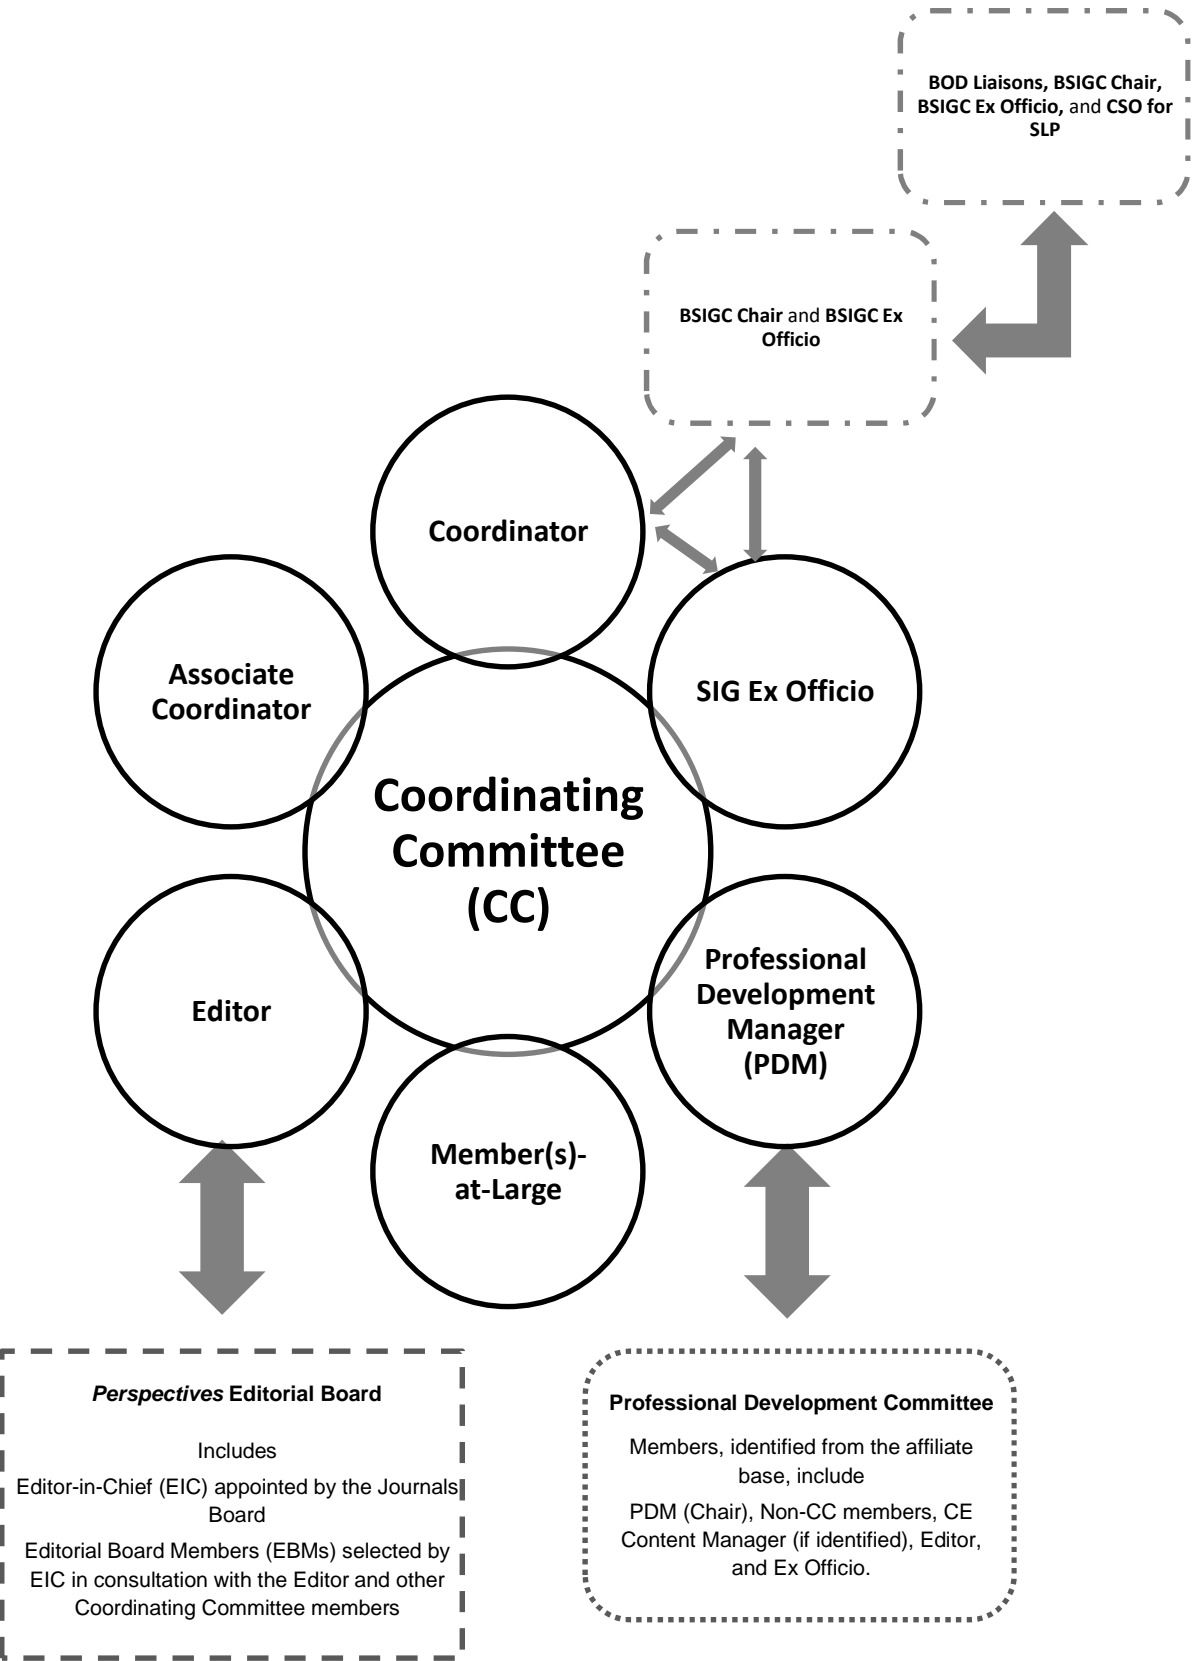 BOD Liaisons, BSIGC Chair,
BSIGC Ex Officio, and CSO for
SLP
BSIGC Chair and BSIGC Ex
Officio
Coordinator
Associate
Coordinator
SIG Ex Officio
Coordinating
Committee
(CC)
Editor
Professional
Development
Manager
(PDM)
Member(s)-
at-Large
Perspectives Editorial Board
Includes
Editor-in-Chief (EIC) appointed by the Journals
Board
Editorial Board Members (EBMs) selected by
EIC in consultation with the Editor and other
Coordinating Committee members
Professional Development Committee
Members, identified from the affiliate
base, include
PDM (Chair), Non-CC members, CE
Content Manager (if identified), Editor,
and Ex Officio.